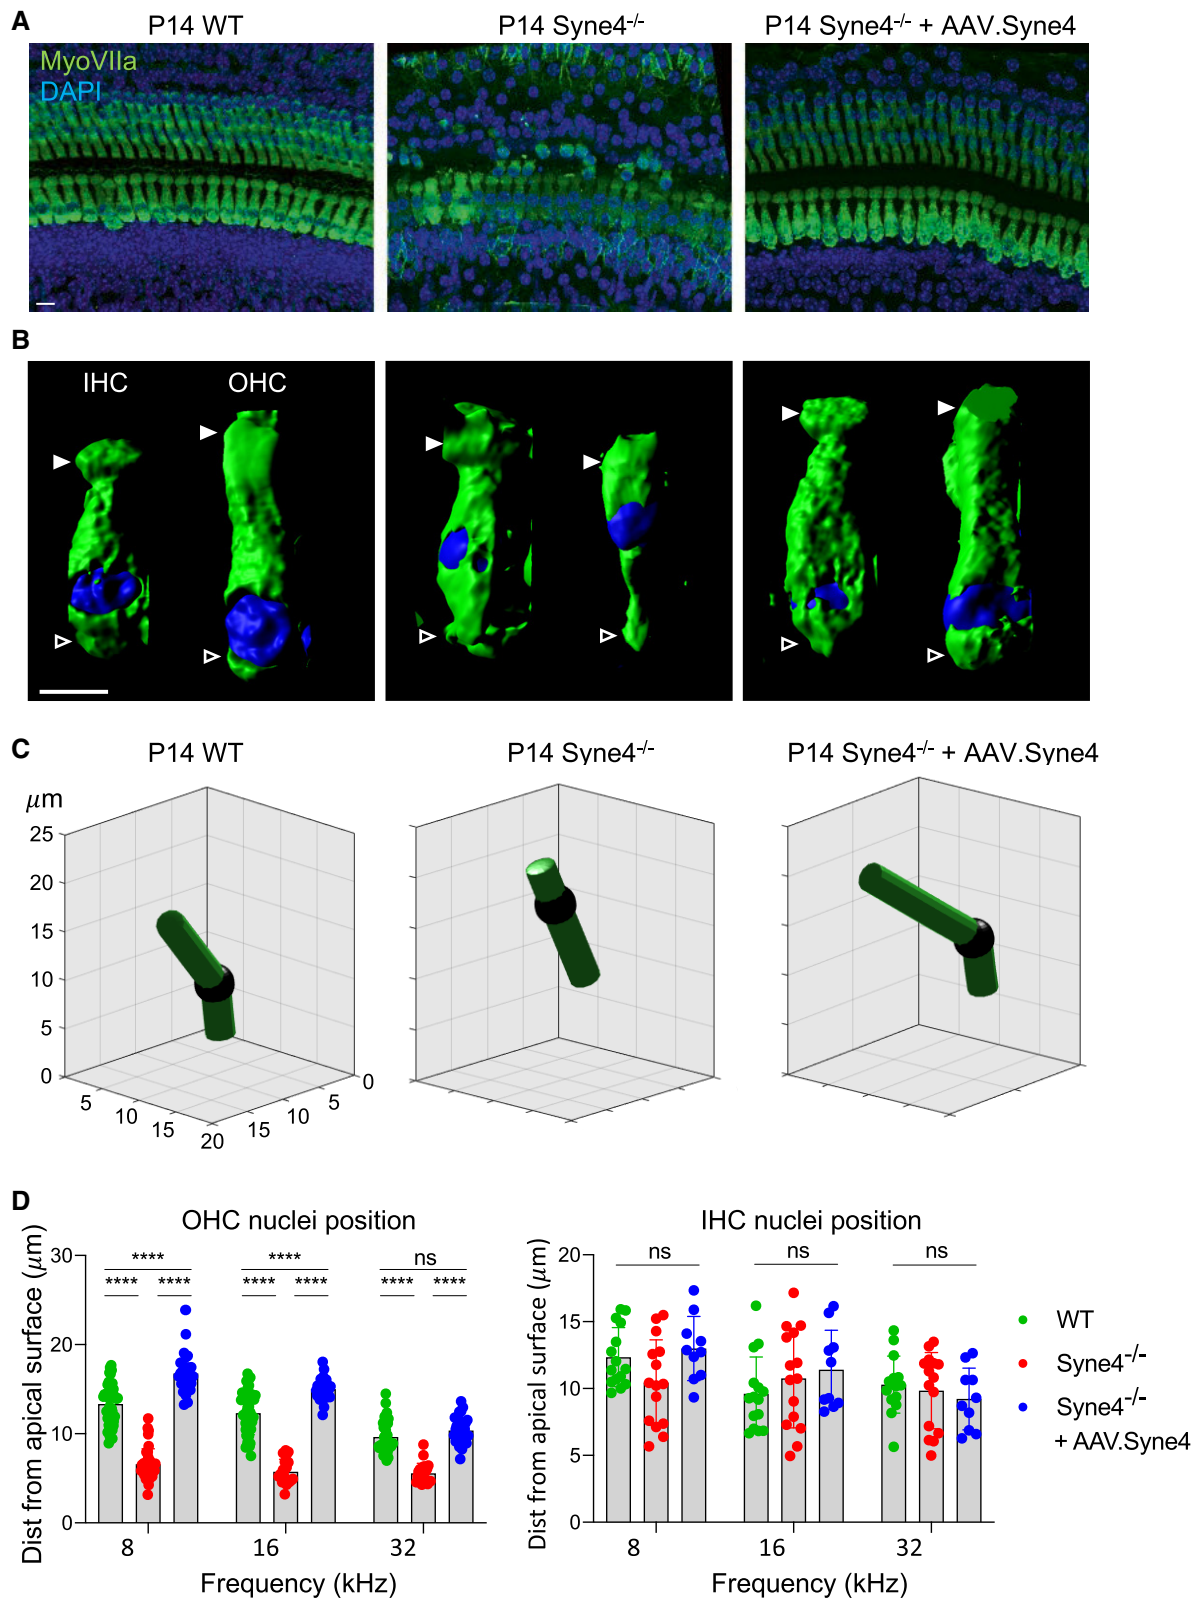 A
P14 WT
P14 Syne4-/-
P14 Syne4-/- + AAV.Syne4
MyoVIIa
DAPI
B
IHC
OHC
C
P14 WT
P14 Syne4-/-
P14 Syne4-/- + AAV.Syne4
μm
25
20
15
10
5
0
5
10
15
20
15
10
5
0
D
OHC nuclei position
Dist from apical surface (μm)
30
20
10
0
**** **** ****
**** **** ****
ns **** ****
8 16 32
Frequency (kHz)
IHC nuclei position
Dist from apical surface (μm)
20
15
10
5
0
ns ns ns
8 16 32
Frequency (kHz)
WT
Syne4-/-
Syne4-/-
+ AAV.Syne4